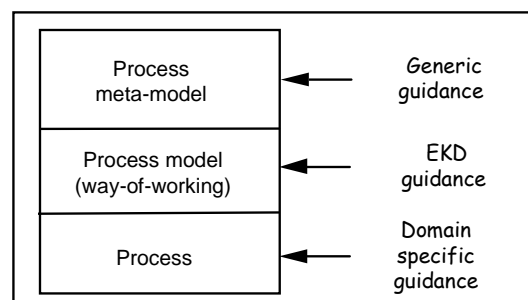 Process
meta-model
Generic
guidance
Process model
(way-of-working)
EKD
guidance
Process
Domain
specific
guidance